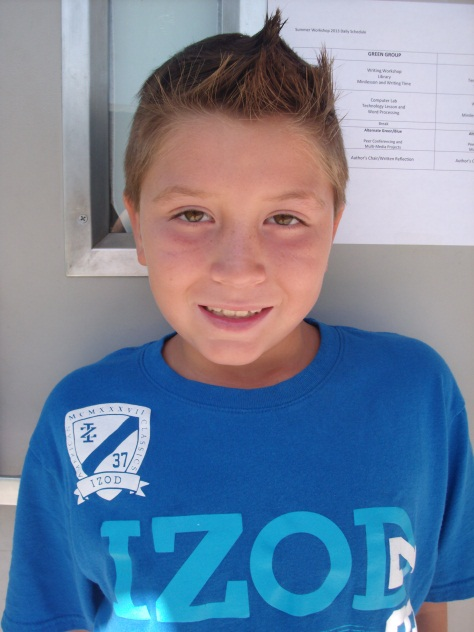 Summer Workshop 2013 Daily Schedule
GREEN GROUP
Writing Workshop
Library
Minilesson and Writing Time
Computer Lab
Technology Lesson and
Word Processing
Break
Alternate Green/Blue
Peer Conferencing and
Multi-Media Projects
Author's Chair/Written Reflection
Author's
MCMXXXVII
CLASSICS
37
IZOD
IZOD